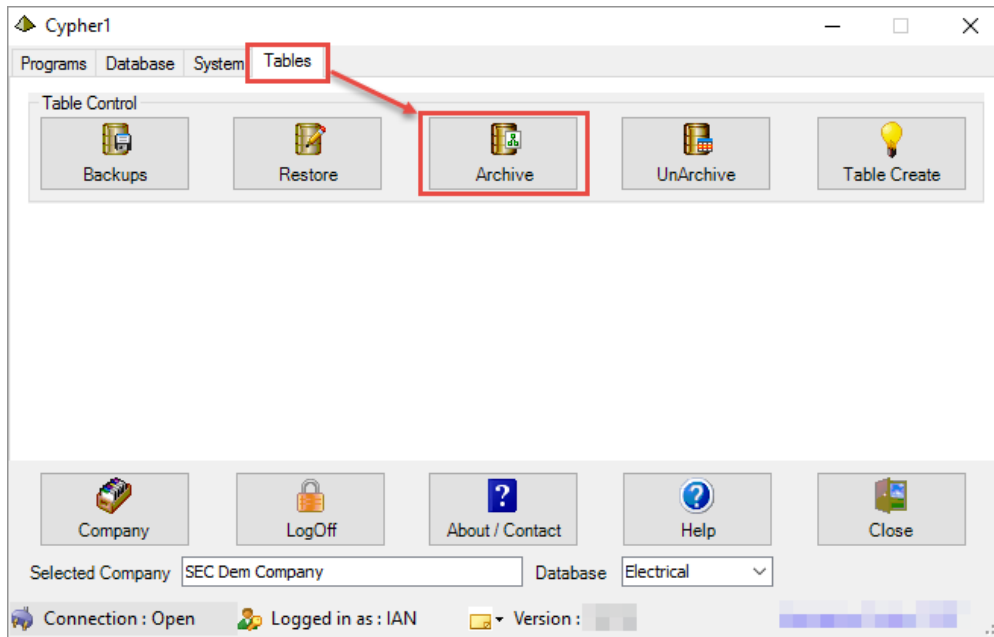 Cypher1
Programs Database System Tables
Table Control
Backups Restore Archive UnArchive Table Create
Company LogOff About / Contact Help Close
Selected Company SEC Dem Company Database Electrical
Connection : Open Logged in as : IAN Version :